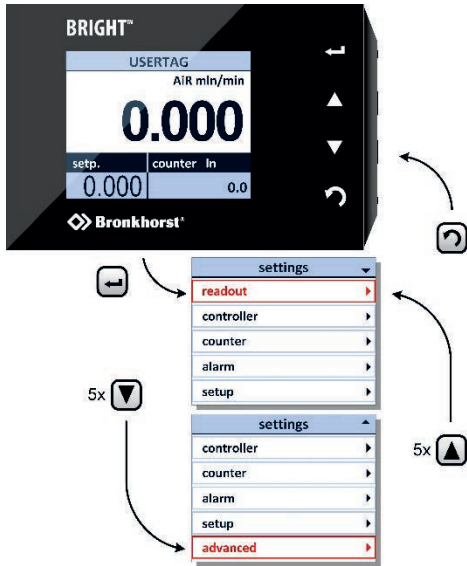 BRIGHT™
USERTAG
AiR mln/min
0.000
setp. counter ln
0.000 0.0
Bronkhorst®
settings
readout
controller
counter
alarm
setup
5x
settings
controller
counter
alarm
setup
advanced
5x